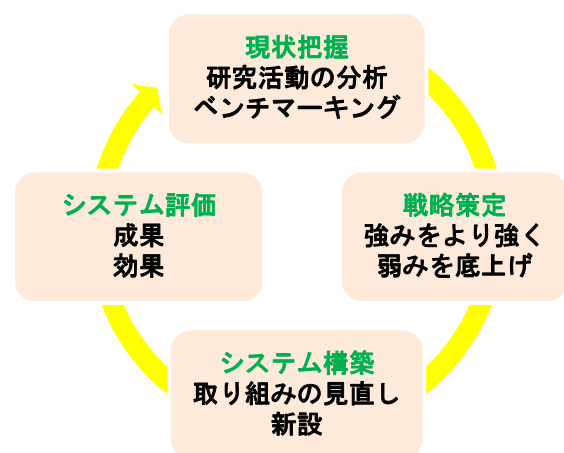 現状把握
研究活動の分析
ベンチマーキング
戦略策定
強みをより強く
弱みを底上げ
システム構築
取り組みの見直し
新設
システム評価
成果
効果